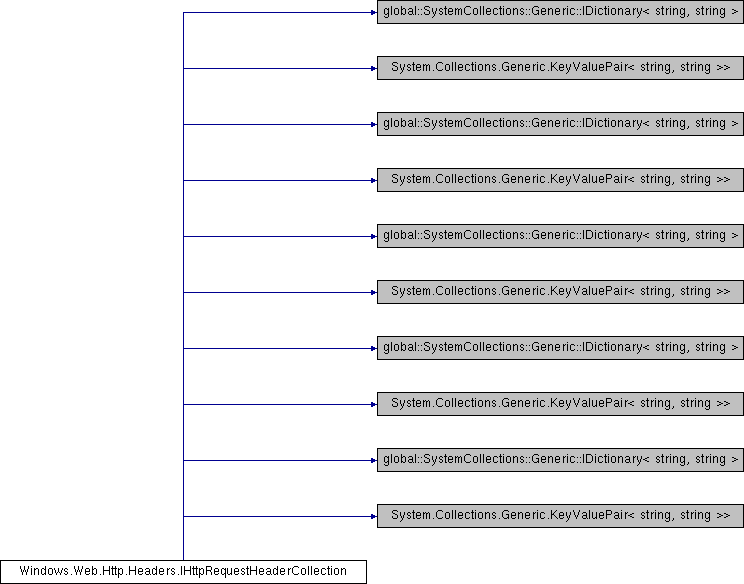 global::SystemCollections::Generic::IDictionary< string, string >
System.Collections.Generic.KeyValuePair< string, string >>
global::SystemCollections::Generic::IDictionary< string, string >
System.Collections.Generic.KeyValuePair< string, string >>
global::SystemCollections::Generic::IDictionary< string, string >
System.Collections.Generic.KeyValuePair< string, string >>
global::SystemCollections::Generic::IDictionary< string, string >
System.Collections.Generic.KeyValuePair< string, string >>
global::SystemCollections::Generic::IDictionary< string, string >
System.Collections.Generic.KeyValuePair< string, string >>
Windows.Web.Http.Headers.IHttpRequestHeaderCollection